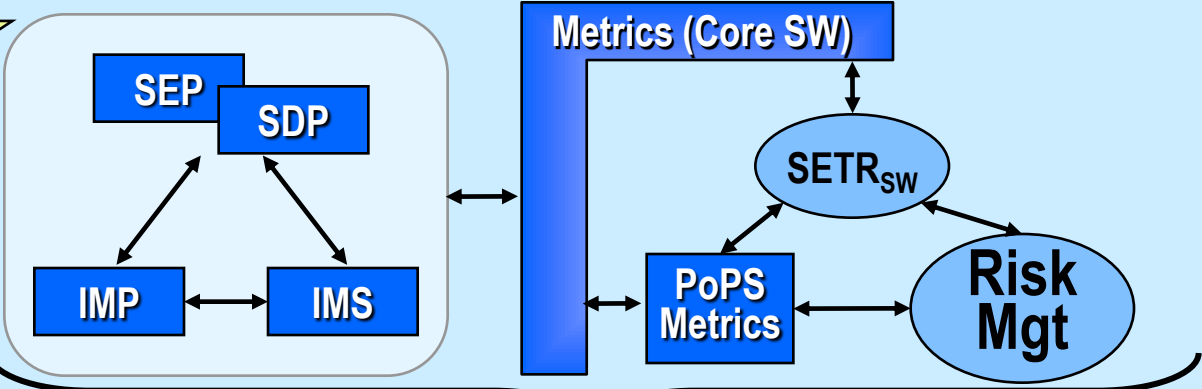 SEP
SDP
IMP
IMS
Metrics (Core SW)
SETRSW
PoPS
Metrics
Risk
Mgt